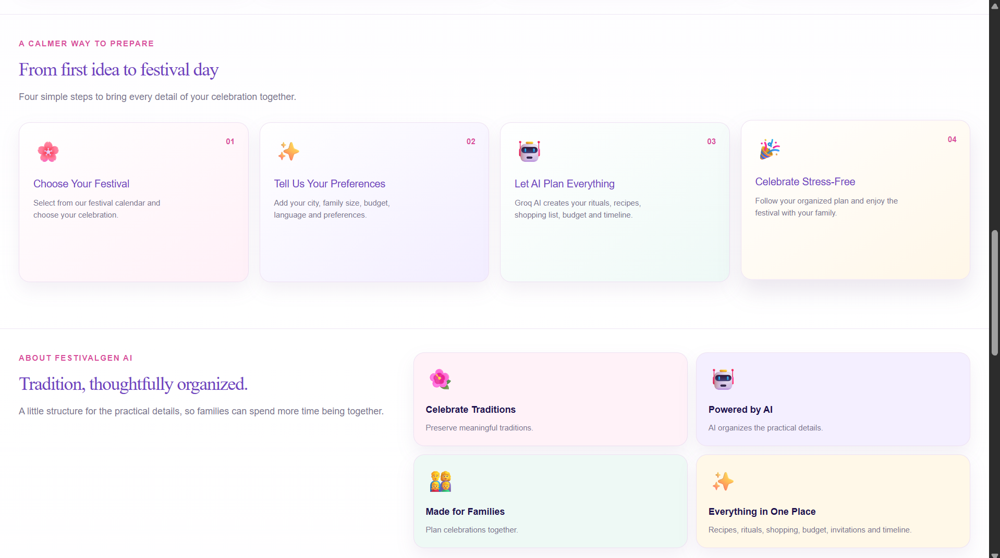 A CALMER WAY TO PREPARE
From first idea to festival day
Four simple steps to bring every detail of your celebration together.
01
Choose Your Festival
Select from our festival calendar and
choose your celebration.
02
Tell Us Your Preferences
Add your city, family size, budget,
language and preferences.
03
Let AI Plan Everything
Groq AI creates your rituals, recipes,
shopping list, budget and timeline.
04
Celebrate Stress-Free
Follow your organized plan and enjoy the
festival with your family.
ABOUT FESTIVALGEN AI
Tradition, thoughtfully organized.
A little structure for the practical details, so families can spend more time being together.
Celebrate Traditions
Preserve meaningful traditions.
Powered by AI
AI organizes the practical details.
Made for Families
Plan celebrations together.
Everything in One Place
Recipes, rituals, shopping, budget, invitations and timeline.